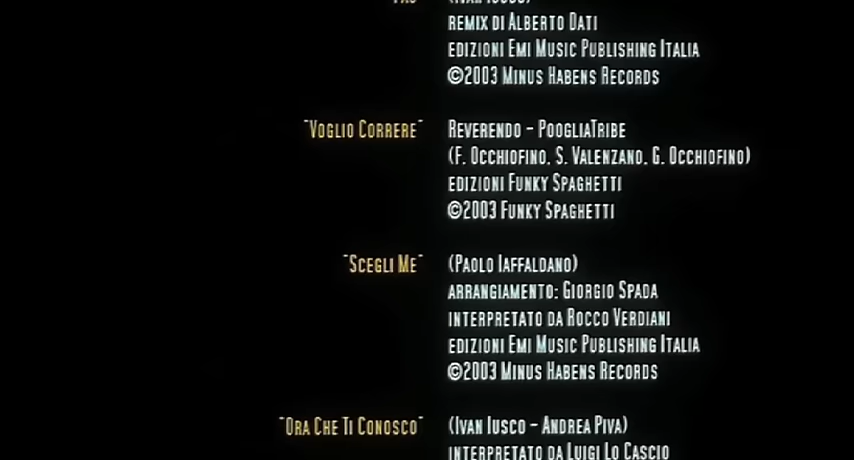 REMIX DI ALBERTO DATI
EDIZIONI EMI MUSIC PUBLISHING ITALIA
©2003 MINUS HABENS RECORDS
"VOGLIO CORRERE" REVERENDO - POOGLIATRIBE
(F. OCCHIOFINO, S. VALENZANO, G. OCCHIOFINO)
EDIZIONI FUNKY SPAGHETTI
©2003 FUNKY SPAGHETTI
"SCEGLI ME" (PAOLO IAFFALDANO)
ARRANGIAMENTO: GIORGIO SPADA
INTERPRETATO DA ROCCO VERDIANI
EDIZIONI EMI MUSIC PUBLISHING ITALIA
©2003 MINUS HABENS RECORDS
"ORA CHE TI CONOSCO" (IVAN IUSCO - ANDREA PIVA)
INTERPRETATO DA LUIGI LO CASCIO